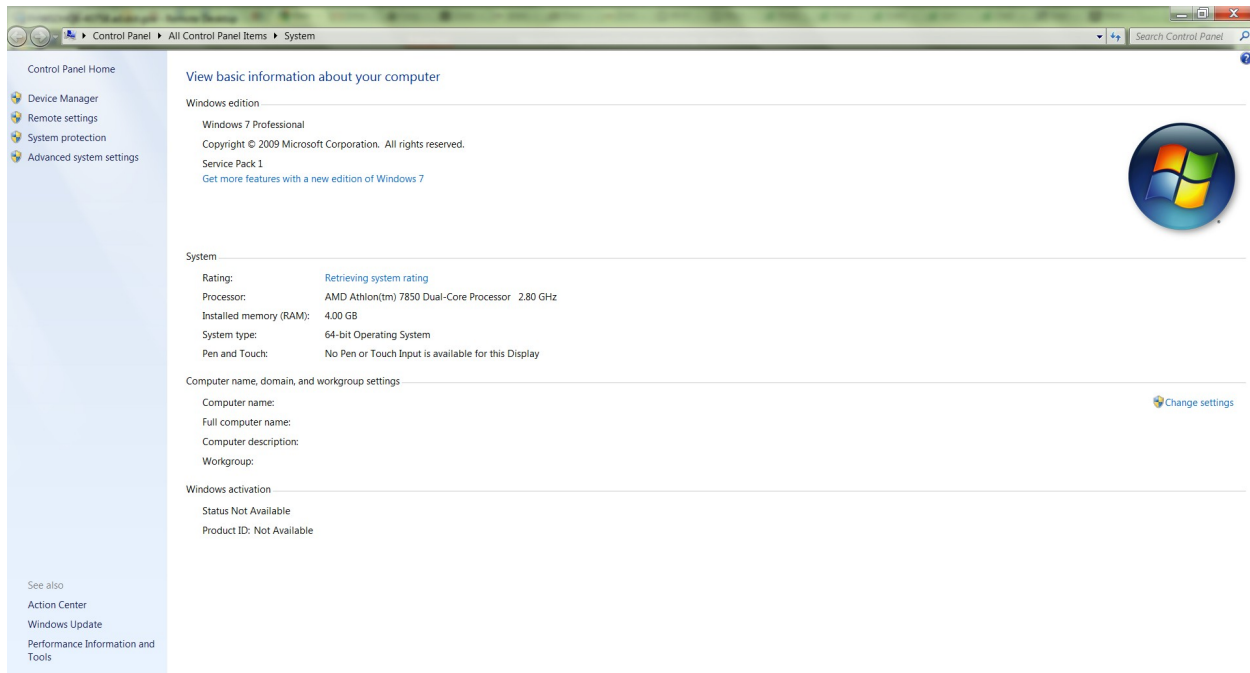 Control Panel ▸ All Control Panel Items ▸ System
Search Control Panel
Control Panel Home
Device Manager
Remote settings
System protection
Advanced system settings
See also
Action Center
Windows Update
Performance Information and
Tools
View basic information about your computer
Windows edition
Windows 7 Professional
Copyright © 2009 Microsoft Corporation. All rights reserved.
Service Pack 1
Get more features with a new edition of Windows 7
System
Rating: Retrieving system rating
Processor: AMD Athlon(tm) 7850 Dual-Core Processor 2.80 GHz
Installed memory (RAM): 4.00 GB
System type: 64-bit Operating System
Pen and Touch: No Pen or Touch Input is available for this Display
Computer name, domain, and workgroup settings
Computer name:
Change settings
Full computer name:
Computer description:
Workgroup:
Windows activation
Status Not Available
Product ID: Not Available